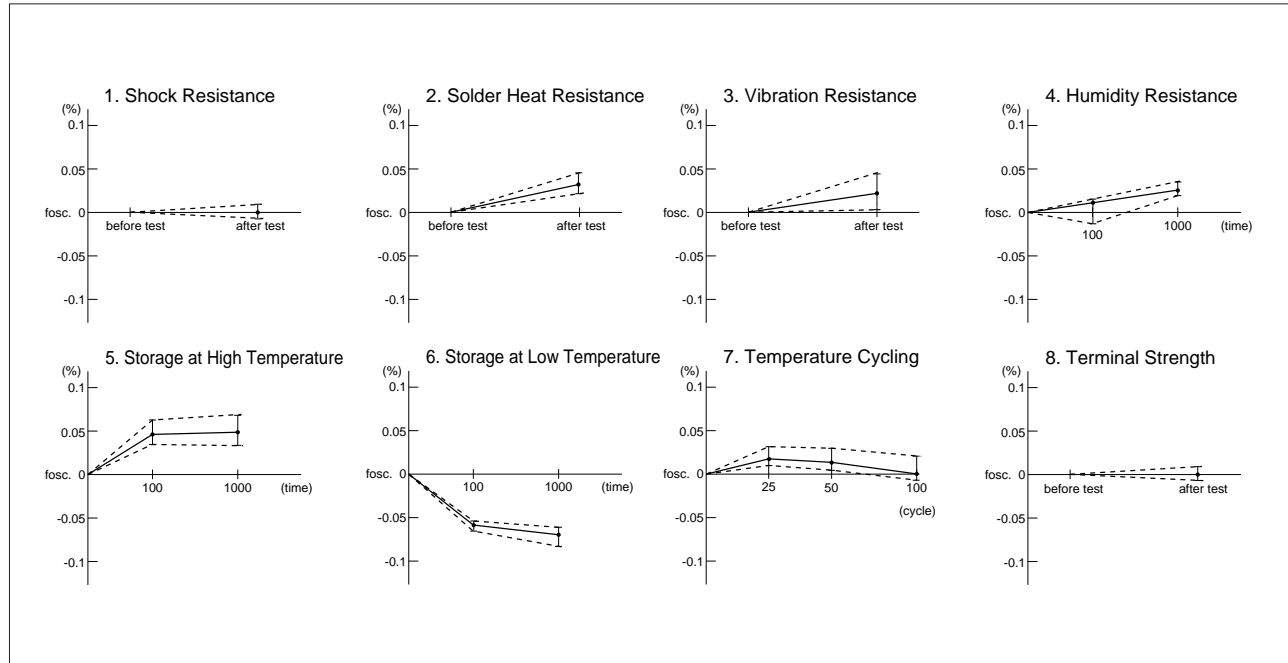 1. Shock Resistance
(%)
0.1
0.05
fosc. 0
-0.05
-0.1
before test after test
2. Solder Heat Resistance
(%)
0.1
0.05
fosc. 0
-0.05
-0.1
before test after test
3. Vibration Resistance
(%)
0.1
0.05
fosc. 0
-0.05
-0.1
before test after test
4. Humidity Resistance
(%)
0.1
0.05
fosc. 0
-0.05
-0.1
100 1000 (time)
5. Storage at High Temperature
(%)
0.1
0.05
fosc. 0
-0.05
-0.1
100 1000 (time)
6. Storage at Low Temperature
(%)
0.1
0.05
fosc. 0
-0.05
-0.1
100 1000 (time)
7. Temperature Cycling
(%)
0.1
0.05
fosc. 0
-0.05
-0.1
25 50 100
(cycle)
8. Terminal Strength
(%)
0.1
0.05
fosc. 0
-0.05
-0.1
before test after test